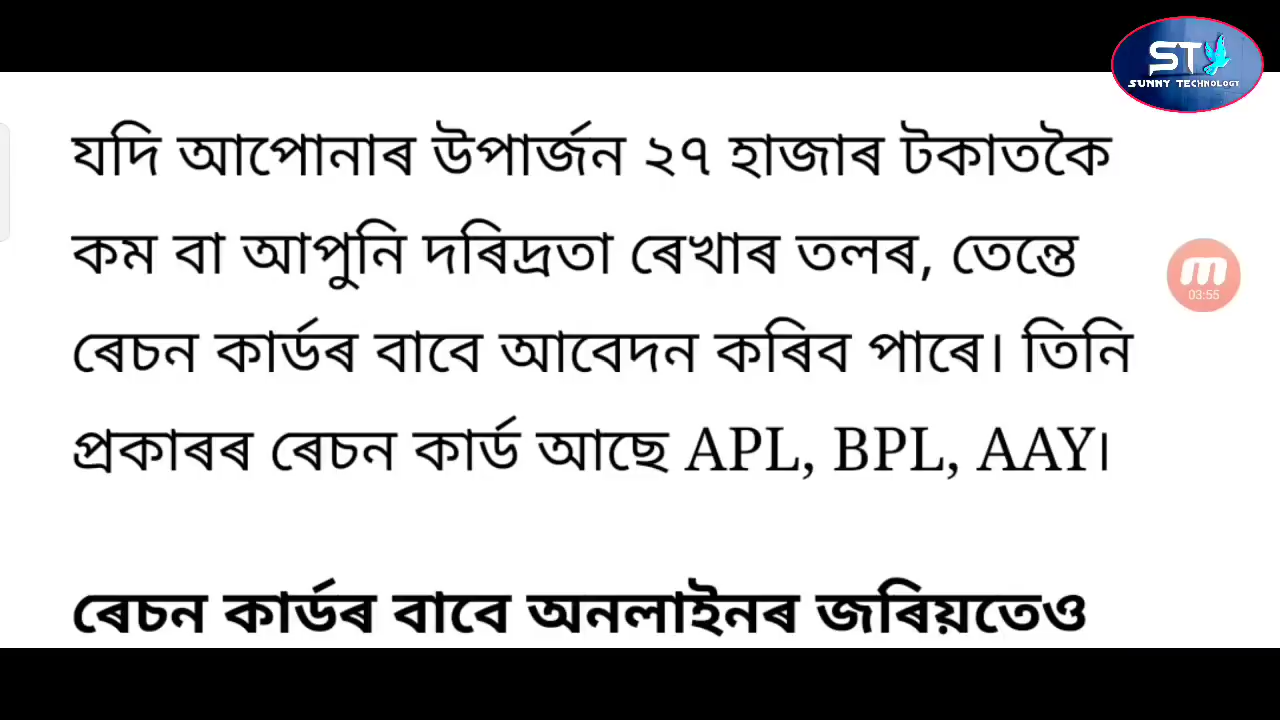 ST
SUNNY TECHNOLOGY
যদি আপোনাৰ উপাৰ্জন ২৭ হাজাৰ টকাতকৈ
কম বা আপুনি দৰিদ্ৰতা ৰেখাৰ তলৰ, তেন্তে
ৰেচন কাৰ্ডৰ বাবে আবেদন কৰিব পাৰে। তিনি
প্ৰকাৰৰ ৰেচন কাৰ্ড আছে APL, BPL, AAY।
ৰেচন কাৰ্ডৰ বাবে অনলাইনৰ জৰিয়তেও
03:55